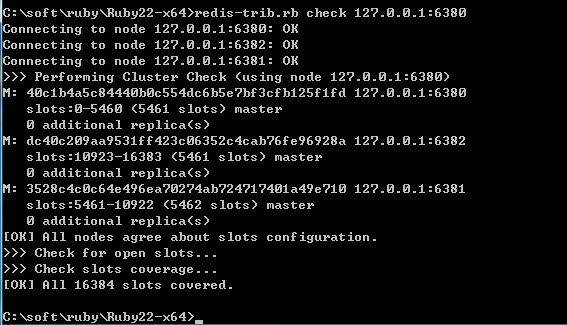 C:\soft\ruby\Ruby22-x64>redis-trib.rb check 127.0.0.1:6380
Connecting to node 127.0.0.1:6380: OK
Connecting to node 127.0.0.1:6382: OK
Connecting to node 127.0.0.1:6381: OK
>>> Performing Cluster Check (using node 127.0.0.1:6380)
M: 40c1b4a5c84440b0c554dc6b5e7bf3cfb125f1fd 127.0.0.1:6380
   slots:0-5460 (5461 slots) master
   0 additional replica(s)
M: dc40c209aa9531ff423c06352c4cab76fe96928a 127.0.0.1:6382
   slots:10923-16383 (5461 slots) master
   0 additional replica(s)
M: 3528c4c0c64e496ea70274ab724717401a49e710 127.0.0.1:6381
   slots:5461-10922 (5462 slots) master
   0 additional replica(s)
[OK] All nodes agree about slots configuration.
>>> Check for open slots...
>>> Check slots coverage...
[OK] All 16384 slots covered.
C:\soft\ruby\Ruby22-x64>_